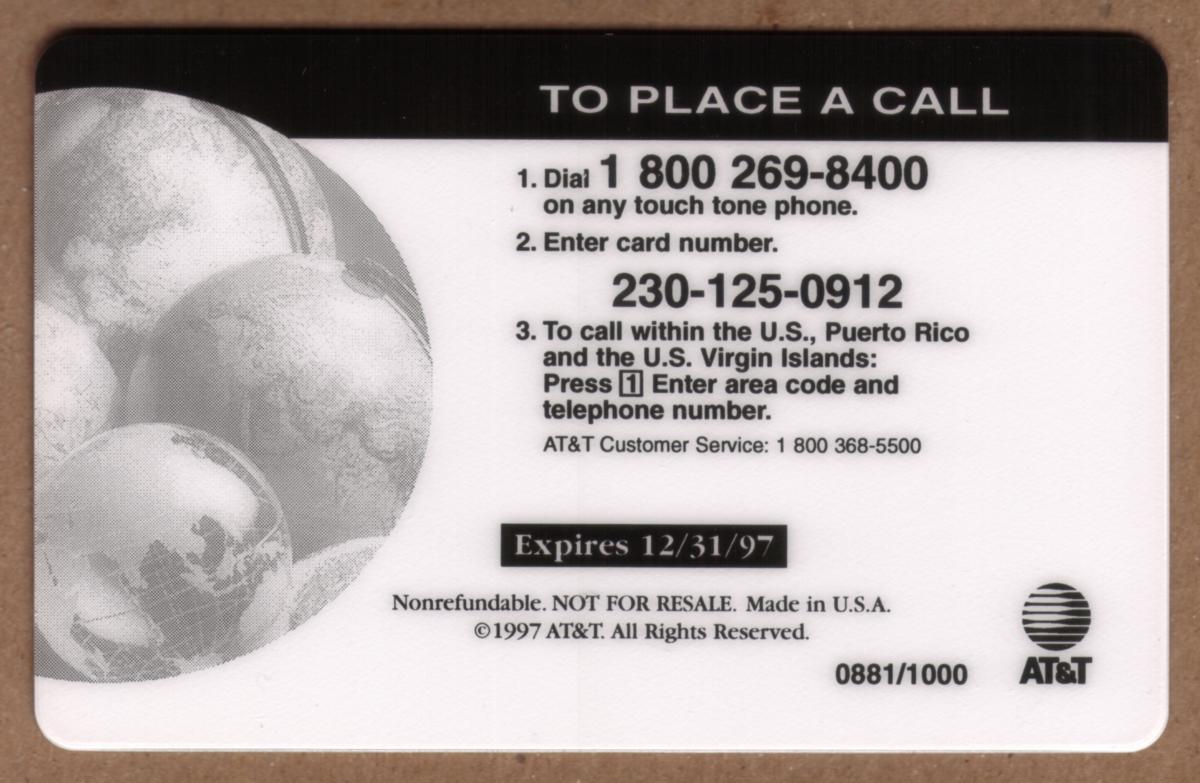 TO PLACE A CALL
1. Dial 1 800 269-8400
on any touch tone phone.
2. Enter card number.
230-125-0912
3. To call within the U.S., Puerto Rico
and the U.S. Virgin Islands:
Press 1 Enter area code and
telephone number.
AT&T Customer Service: 1 800 368-5500
Expires 12/31/97
Nonrefundable. NOT FOR RESALE. Made in U.S.A.
©1997 AT&T. All Rights Reserved.
0881/1000
AT&T